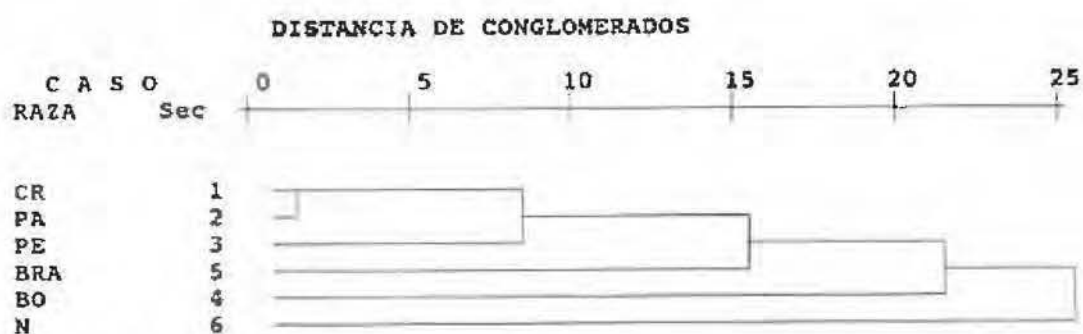 DISTANCIA DE CONGLOMERADOS
C A S O 0 5 10 15 20 25
RAZA Sec
CR 1
PA 2
PE 3
BRA 5
BO 4
N 6